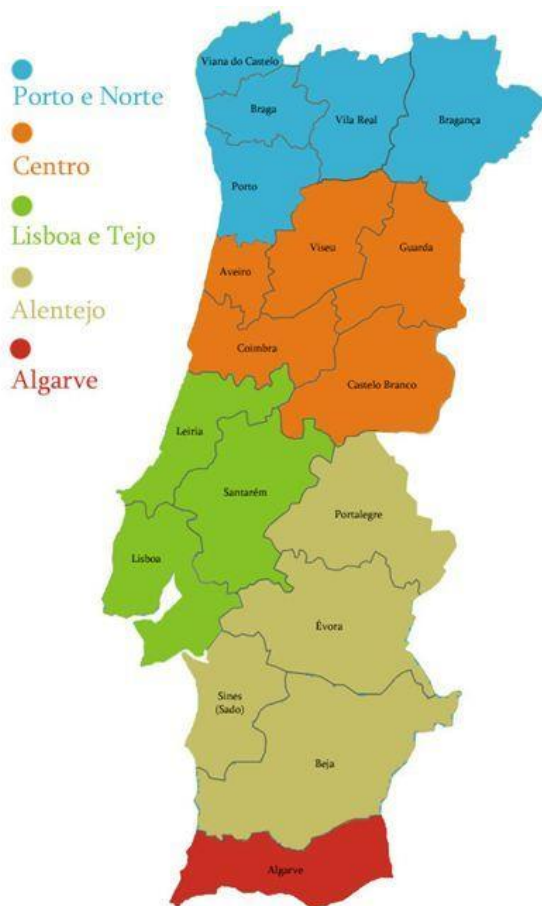 Porto e Norte
Centro
Lisboa e Tejo
Alentejo
Algarve
Viana do Castelo
Braga
Vila Real
Bragança
Porto
Viseu
Guarda
Aveiro
Coimbra
Castelo Branco
Leiria
Santarém
Portalegre
Lisboa
Évora
Sines
(Sado)
Beja
Algarve